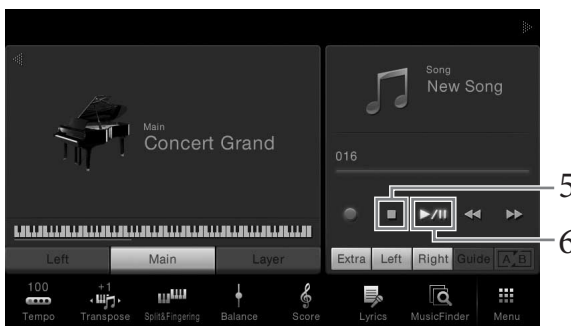 Song
New Song
Main
Concert Grand
016
5
6
Left Main Layer
Extra Left Right Guide A B
100 +1
Tempo Transpose Split&Fingering Balance Score Lyrics MusicFinder Menu